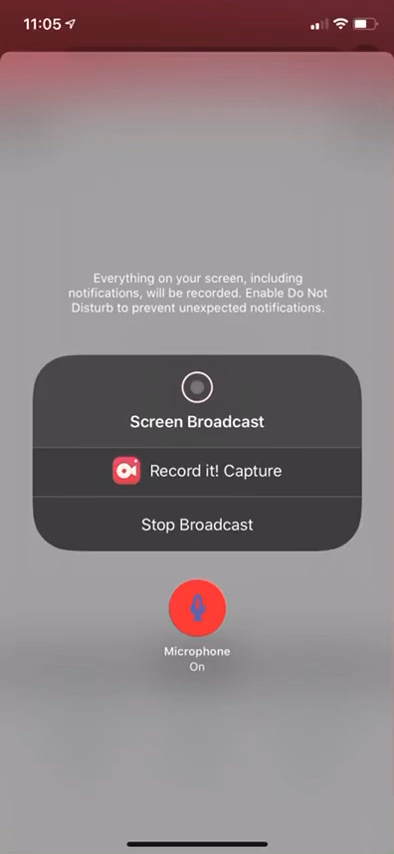 11:05
Everything on your screen, including
notifications, will be recorded. Enable Do Not
Disturb to prevent unexpected notifications.
Screen Broadcast
Record it! Capture
Stop Broadcast
Microphone
On